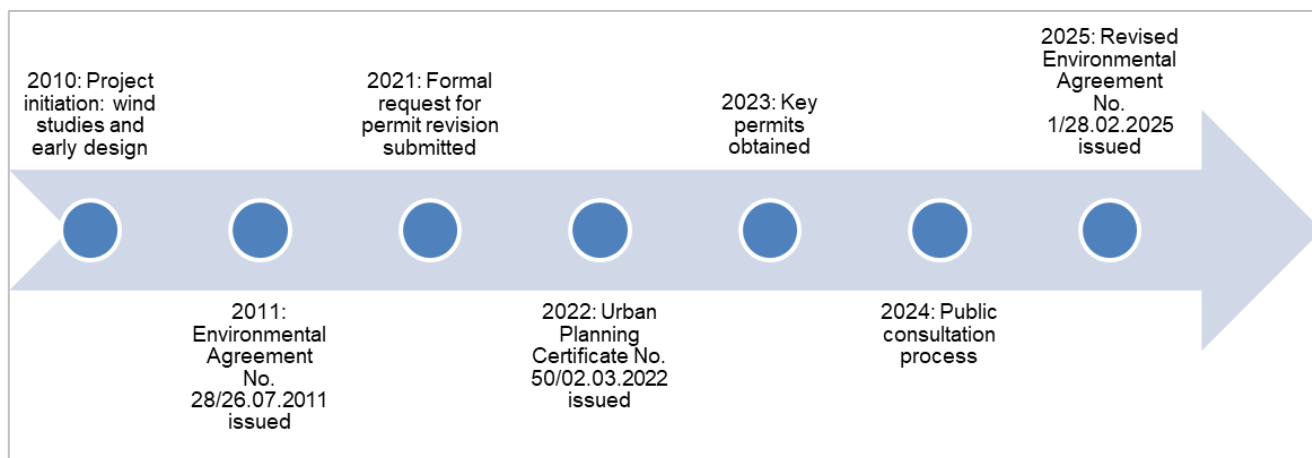 2010: Project
initiation: wind
studies and
early design
2011:
Environmental
Agreement
No.
28/26.07.2011
issued
2021: Formal
request for
permit revision
submitted
2022: Urban
Planning
Certificate No.
50/02.03.2022
issued
2023: Key
permits
obtained
2024: Public
consultation
process
2025: Revised
Environmental
Agreement
No.
1/28.02.2025
issued